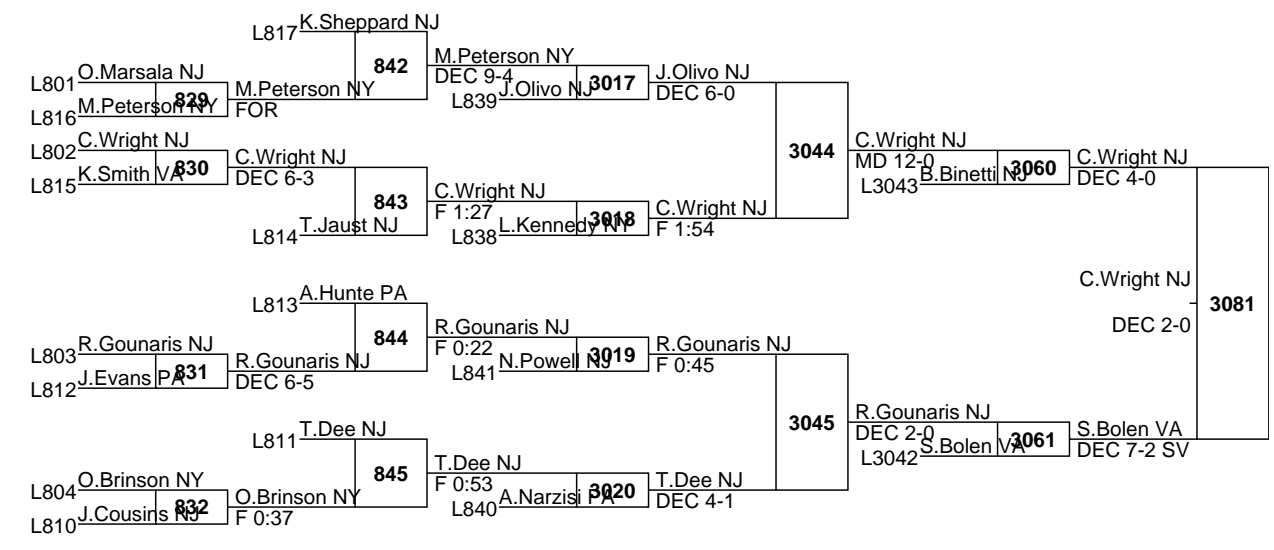 L817 K.Sheppard NJ
842
M.Peterson NY
DEC 9-4
L801 O.Marsala NJ
829
M.Peterson NY
FOR
L816 M.Peterson NY
L839 J.Olivo NJ
3017
J.Olivo NJ
DEC 6-0
L802 C.Wright NJ
830
C.Wright NJ
DEC 6-3
L815 K.Smith VA
843
C.Wright NJ
F 1:27
L814 T.Jaust NJ
L838 L.Kennedy NY
3018
C.Wright NJ
F 1:54
3044
C.Wright NJ
MD 12-0
L3043 B.Binetti NJ
3060
C.Wright NJ
DEC 4-0
C.Wright NJ
DEC 2-0
3081
L813 A.Hunte PA
844
R.Gounaris NJ
F 0:22
L803 R.Gounaris NJ
831
R.Gounaris NJ
DEC 6-5
L812 J.Evans PA
L841 N.Powell NJ
3019
R.Gounaris NJ
F 0:45
3045
R.Gounaris NJ
DEC 2-0
L3042 S.Bolen VA
3061
S.Bolen VA
DEC 7-2 SV
L811 T.Dee NJ
845
T.Dee NJ
F 0:53
L804 O.Brinson NY
832
O.Brinson NY
F 0:37
L810 J.Cousins NJ
L840 A.Narzisi PA
3020
T.Dee NJ
DEC 4-1